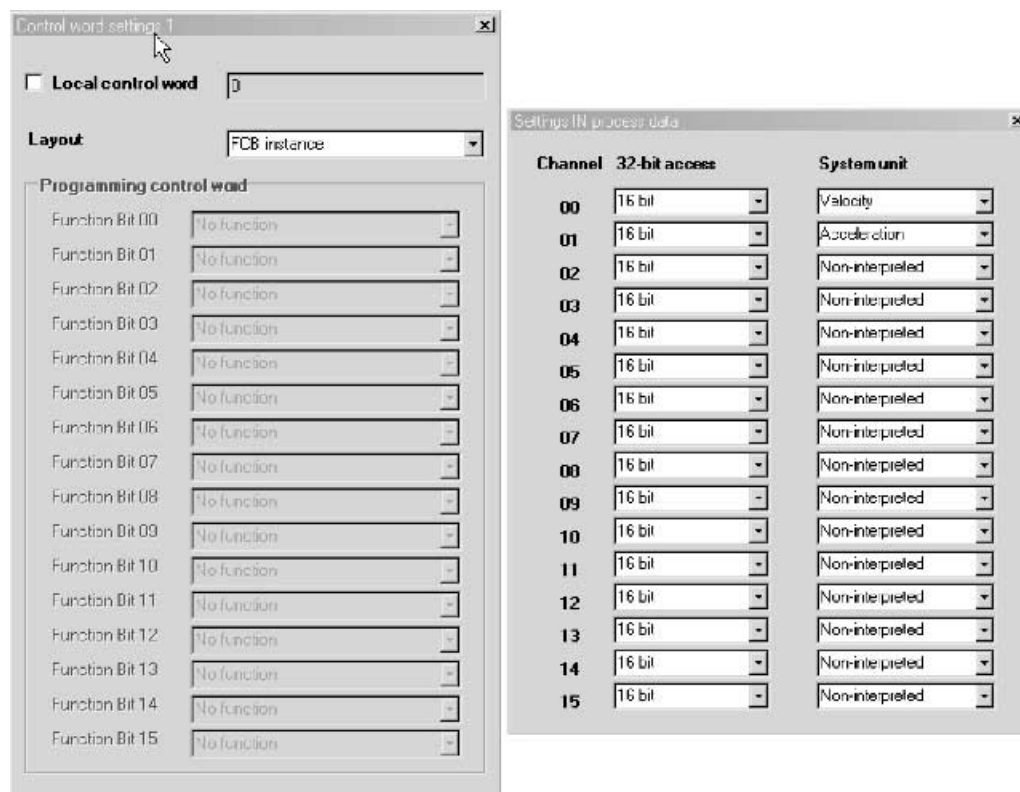 Control word settings 1
Local control word 0
Layout FCB instance
Programming control word
Function Bit 00 No function
Function Bit 01 No function
Function Bit 02 No function
Function Bit 03 No function
Function Bit 04 No function
Function Bit 05 No function
Function Bit 06 No function
Function Bit 07 No function
Function Bit 08 No function
Function Bit 09 No function
Function Bit 10 No function
Function Bit 11 No function
Function Bit 12 No function
Function Bit 13 No function
Function Bit 14 No function
Function Bit 15 No function
Settings IN process data
Channel 32-bit access System unit
00 16 bit Velocity
01 16 bit Acceleration
02 16 bit Non-interpreted
03 16 bit Non-interpreted
04 16 bit Non-interpreted
05 16 bit Non-interpreted
06 16 bit Non-interpreted
07 16 bit Non-interpreted
08 16 bit Non-interpreted
09 16 bit Non-interpreted
10 16 bit Non-interpreted
11 16 bit Non-interpreted
12 16 bit Non-interpreted
13 16 bit Non-interpreted
14 16 bit Non-interpreted
15 16 bit Non-interpreted